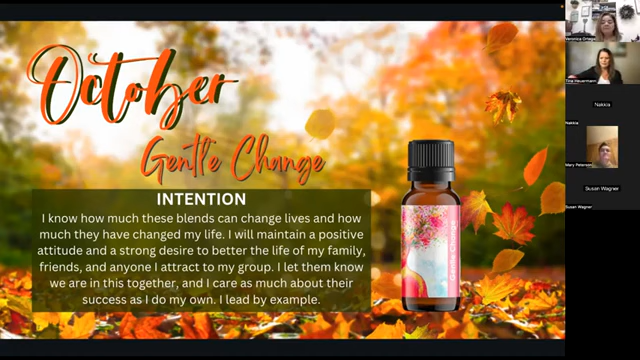 October
Gentle Change
INTENTION
I know how much these blends can change lives and how
much they have changed my life. I will maintain a positive
attitude and a strong desire to better the life of my family,
friends, and anyone I attract to my group. I let them know
we are in this together, and I care as much about their
success as I do my own. I lead by example.
Gentle Change
Veronica Ortega
Nakkia
Nakkia
Mary Petersen
Susan Wagner
Susan Wagner